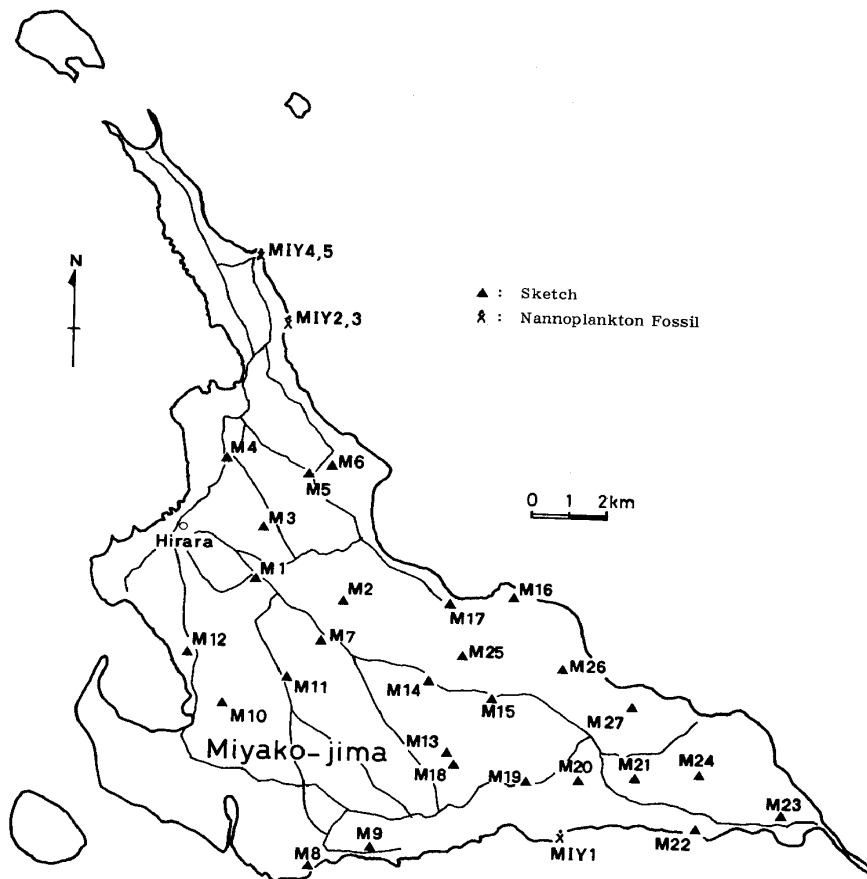 MIY4,5
N
▲ : Sketch
MIY2,3
: Nannoplankton Fossil
M4
M6
M5
0 1 2km
M3
Hirara
M1
M2
M16
M17
M12
M7
M25
M26
M11
M14
M15
M10
M27
Miyako-jima
M13
M18
M19
M20
M21
M24
M23
M9
MIY1
M22
M8